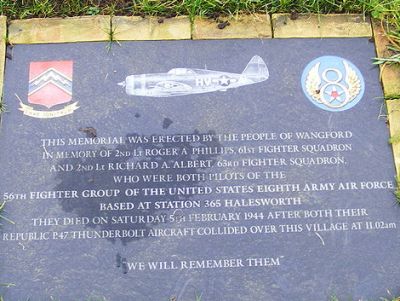 HV
8
THIS MEMORIAL WAS ERECTED BY THE PEOPLE OF WANGFORD
IN MEMORY OF 2ND LT ROGER A PHILLIPS, 61ST FIGHTER SQUADRON
AND 2ND LT RICHARD A. ALBERT, 63RD FIGHTER SQUADRON,
WHO WERE BOTH PILOTS OF THE
56TH FIGHTER GROUP OF THE UNITED STATES EIGHTH ARMY AIR FORCE
BASED AT STATION 365 HALESWORTH
THEY DIED ON SATURDAY 5TH FEBRUARY 1944 AFTER BOTH THEIR
REPUBLIC P.47 THUNDERBOLT AIRCRAFT COLLIDED OVER THIS VILLAGE AT 11.02am
"WE WILL REMEMBER THEM"